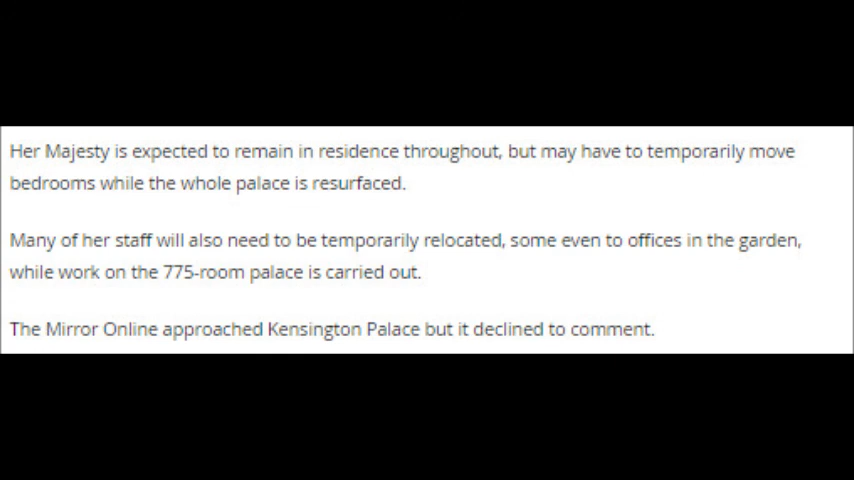 Her Majesty is expected to remain in residence throughout, but may have to temporarily move
bedrooms while the whole palace is resurfaced.
Many of her staff will also need to be temporarily relocated, some even to offices in the garden,
while work on the 775-room palace is carried out.
The Mirror Online approached Kensington Palace but it declined to comment.